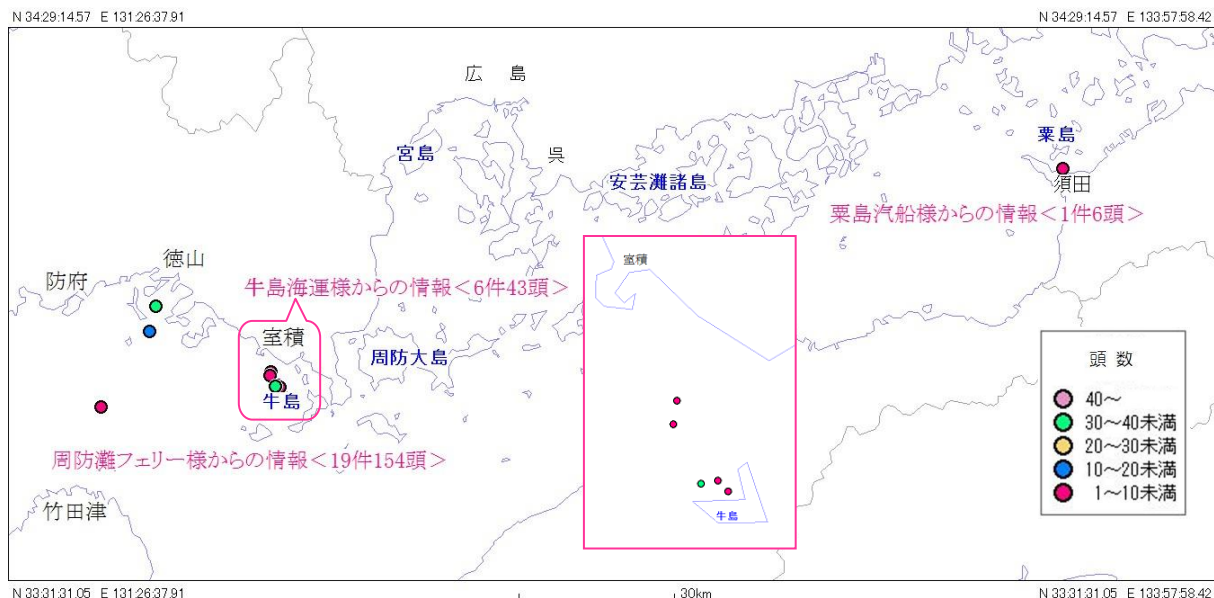 N 34:29:14.57 E 131:26:37.91
N 34:29:14.57 E 133:57:58.42
広 島
宮島
呉
安芸灘諸島
粟島
須田
粟島汽船様からの情報<1件6頭>
徳山
防府
牛島海運様からの情報<6件43頭>
室積
室積
周防大島
牛島
周防灘フェリー様からの情報<19件154頭>
竹田津
牛島
頭 数
40~
30~40未満
20~30未満
10~20未満
1~10未満
N 33:31:31.05 E 131:26:37.91
30km
N 33:31:31.05 E 133:57:58.42